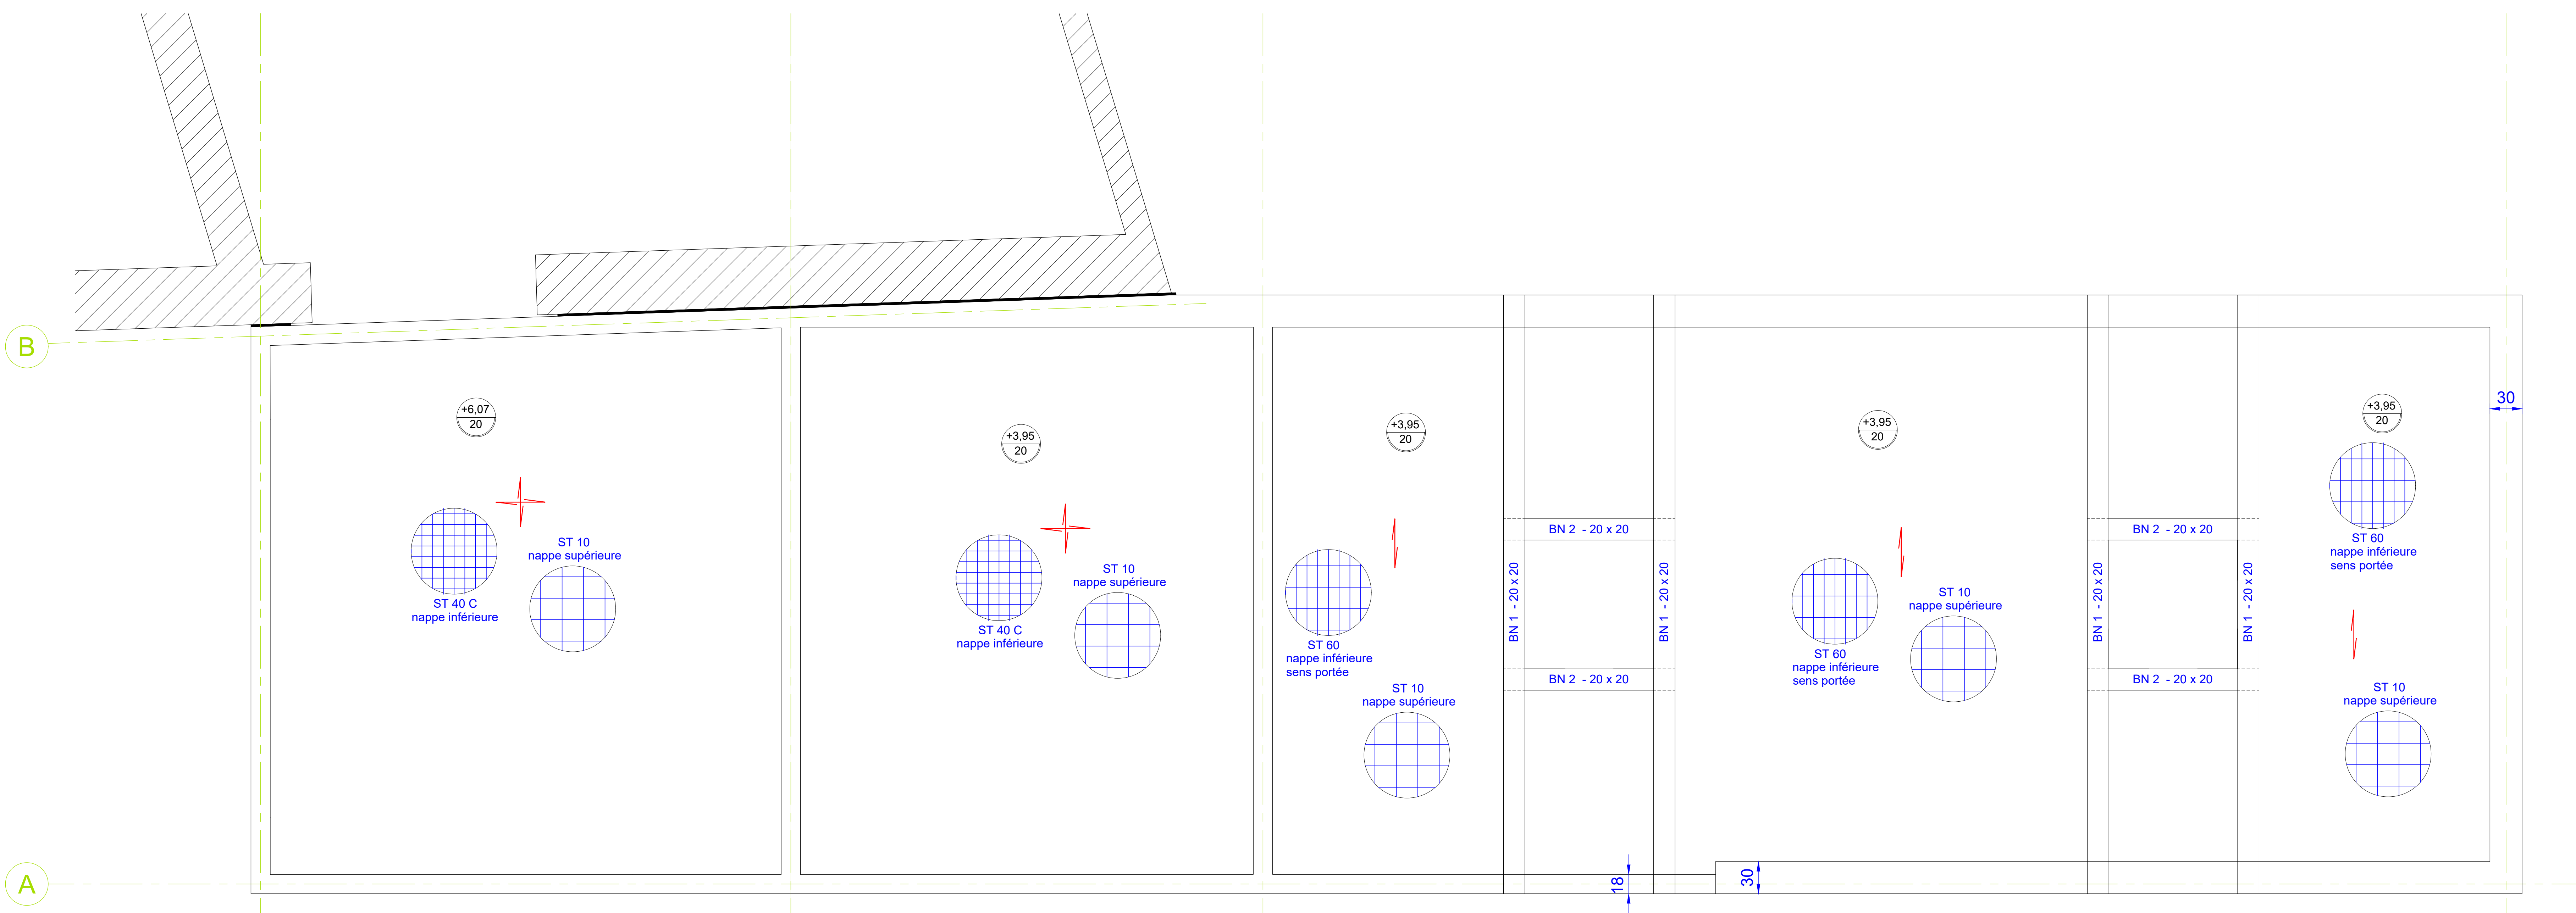 B
A
+6,07
20
ST 40 C
nappe inférieure
ST 10
nappe supérieure
+3,95
20
ST 40 C
nappe inférieure
ST 10
nappe supérieure
+3,95
20
ST 60
nappe inférieure
sens portée
ST 10
nappe supérieure
BN 1 - 20 x 20
BN 2 - 20 x 20
BN 2 - 20 x 20
BN 1 - 20 x 20
18
30
+3,95
20
ST 60
nappe inférieure
sens portée
ST 10
nappe supérieure
BN 1 - 20 x 20
BN 2 - 20 x 20
BN 2 - 20 x 20
BN 1 - 20 x 20
+3,95
20
30
ST 60
nappe inférieure
sens portée
ST 10
nappe supérieure